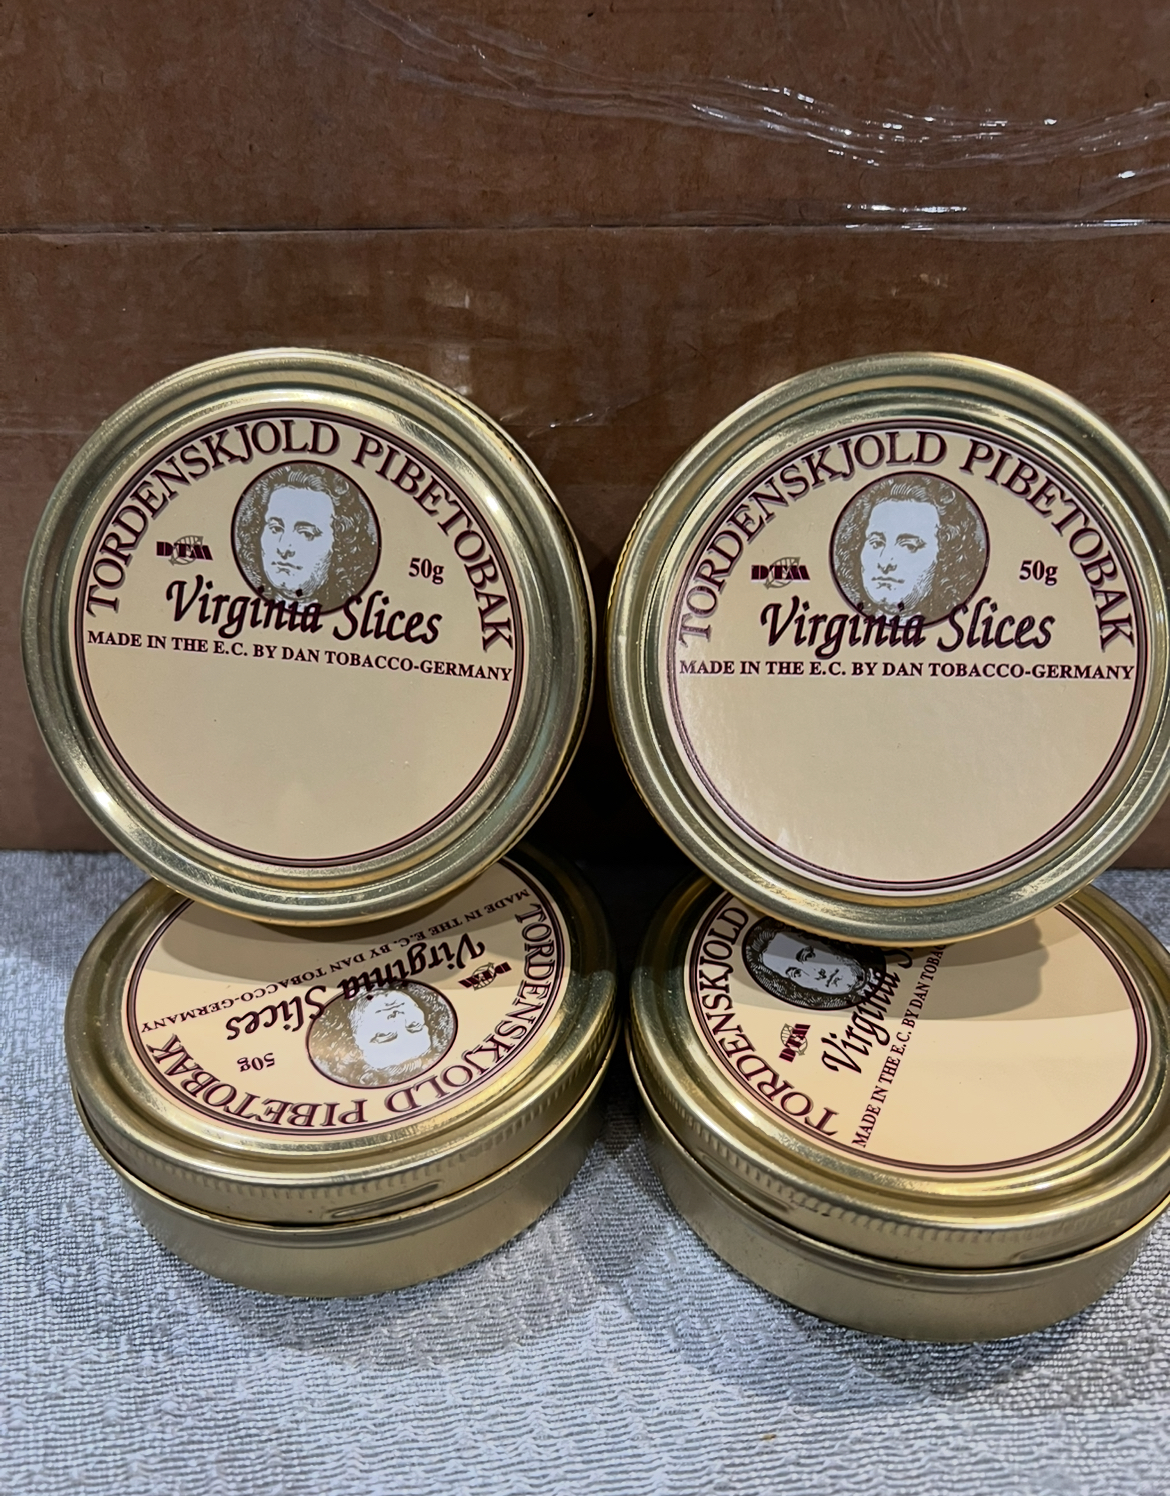 TORDENSKJOLD PIBETOBAK
DTM
50g
Virginia Slices
MADE IN THE E.C. BY DAN TOBACCO-GERMANY
TORDENSKJOLD PIBETOBAK
DTM
50g
Virginia Slices
MADE IN THE E.C. BY DAN TOBACCO-GERMANY
TORDENSKJOLD PIBETOBAK
DTM
50g
Virginia Slices
MADE IN THE E.C. BY DAN TOBACCO-GERMANY
TORDENSKJOLD
DTM
Virginia S
MADE IN THE E.C. BY DAN TOBA